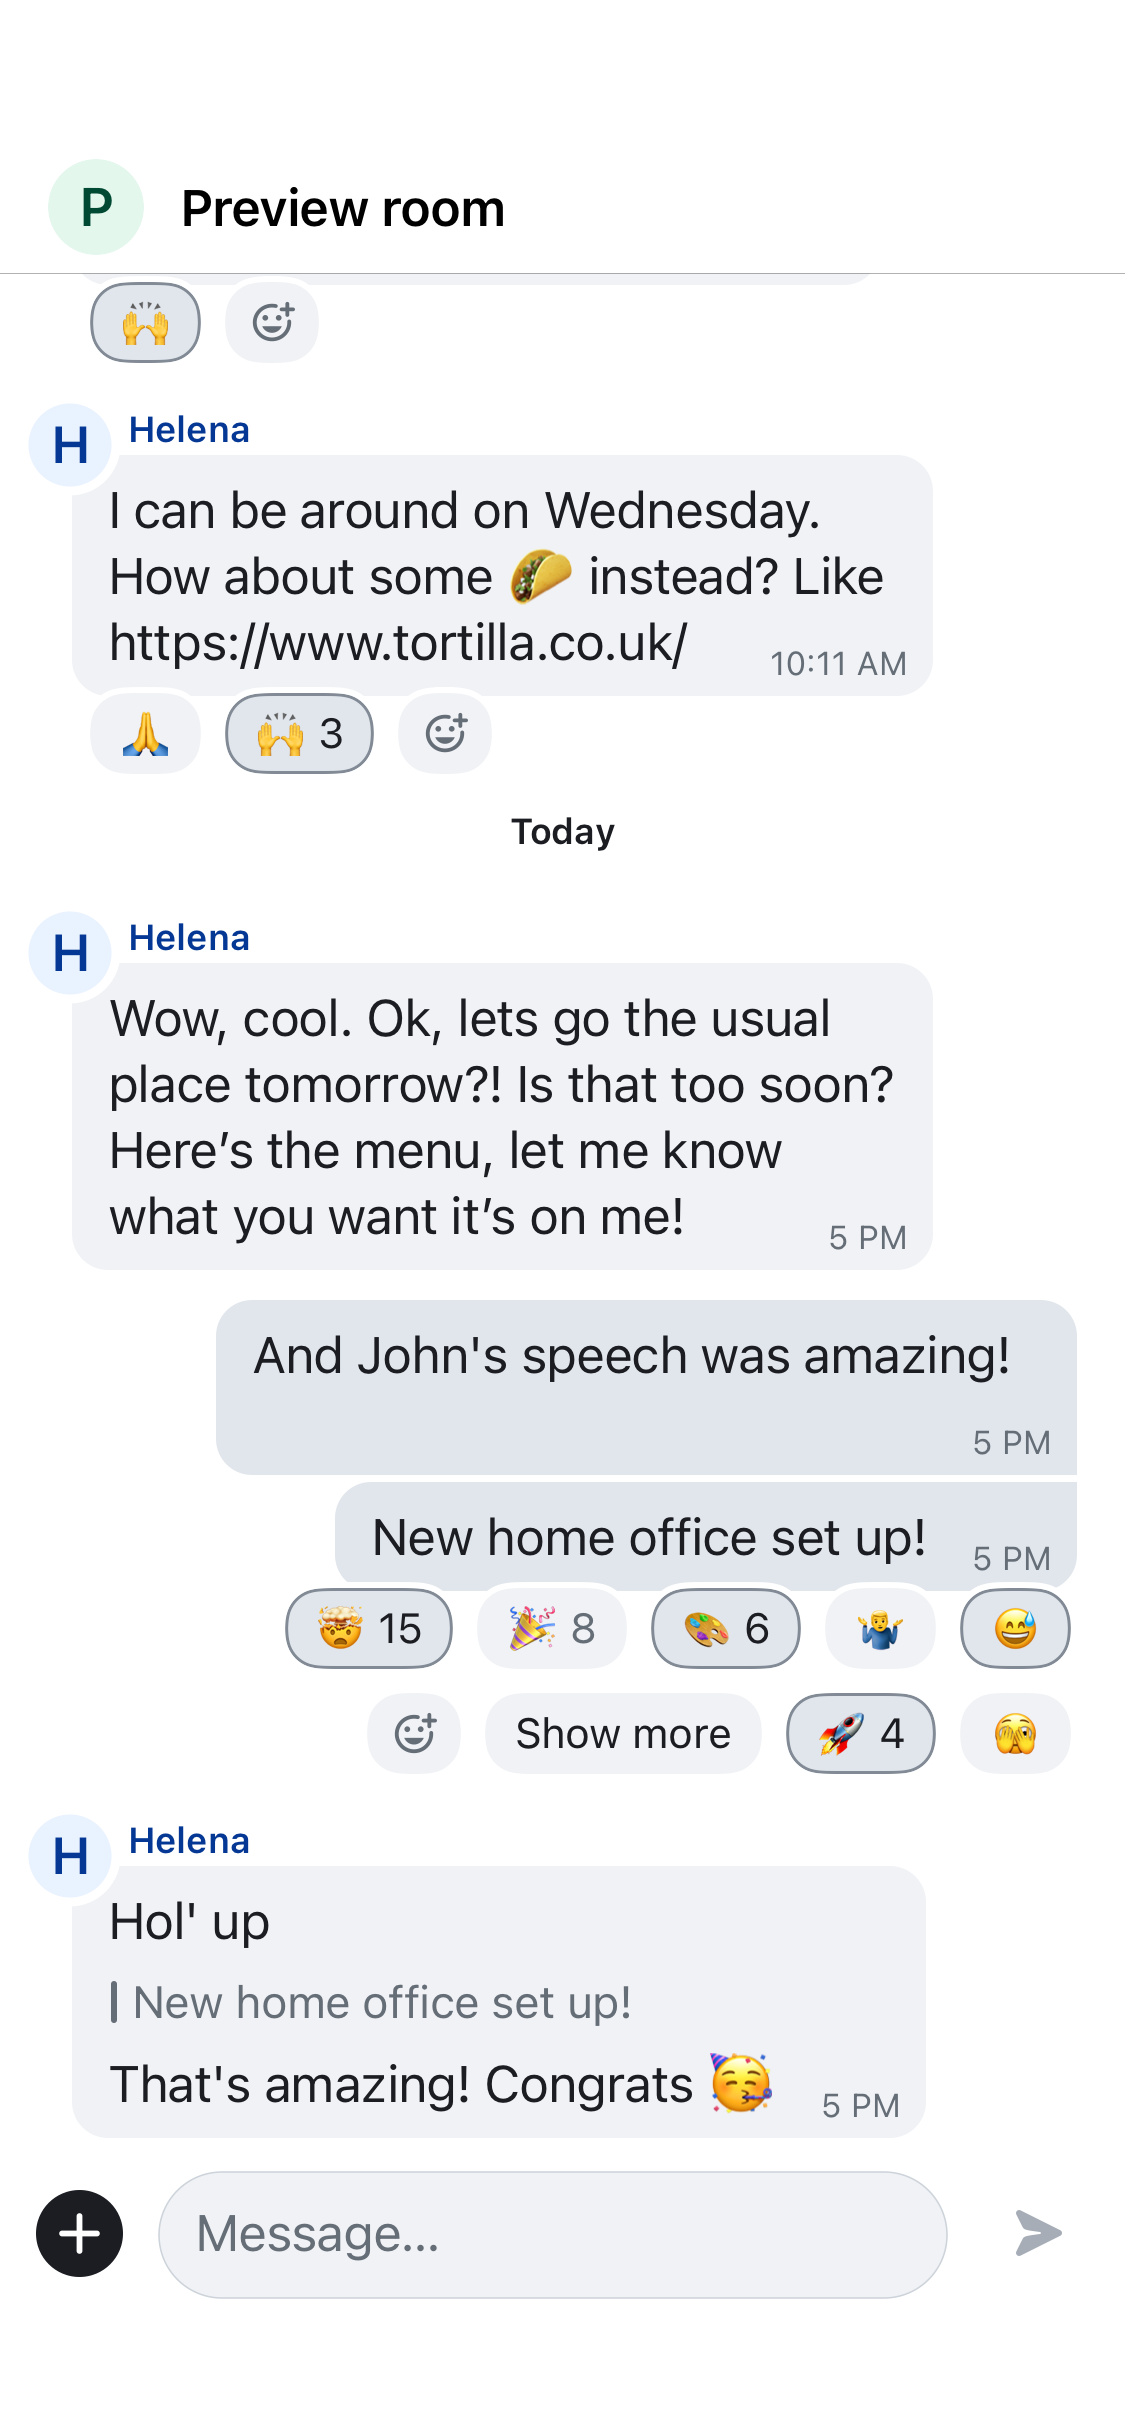 P Preview room
🙌
H Helena
I can be around on Wednesday.
How about some 🌮 instead? Like
https://www.tortilla.co.uk/ 10:11 AM
🙏 🙌 3
Today
H Helena
Wow, cool. Ok, lets go the usual
place tomorrow?! Is that too soon?
Here’s the menu, let me know
what you want it’s on me! 5 PM
And John's speech was amazing!
5 PM
New home office set up! 5 PM
🤯 15 🎉 8 🎨 6 🤷‍♂️ 😅
Show more 🚀 4 🫣
H Helena
Hol' up
New home office set up!
That's amazing! Congrats 🥳 5 PM
Message...